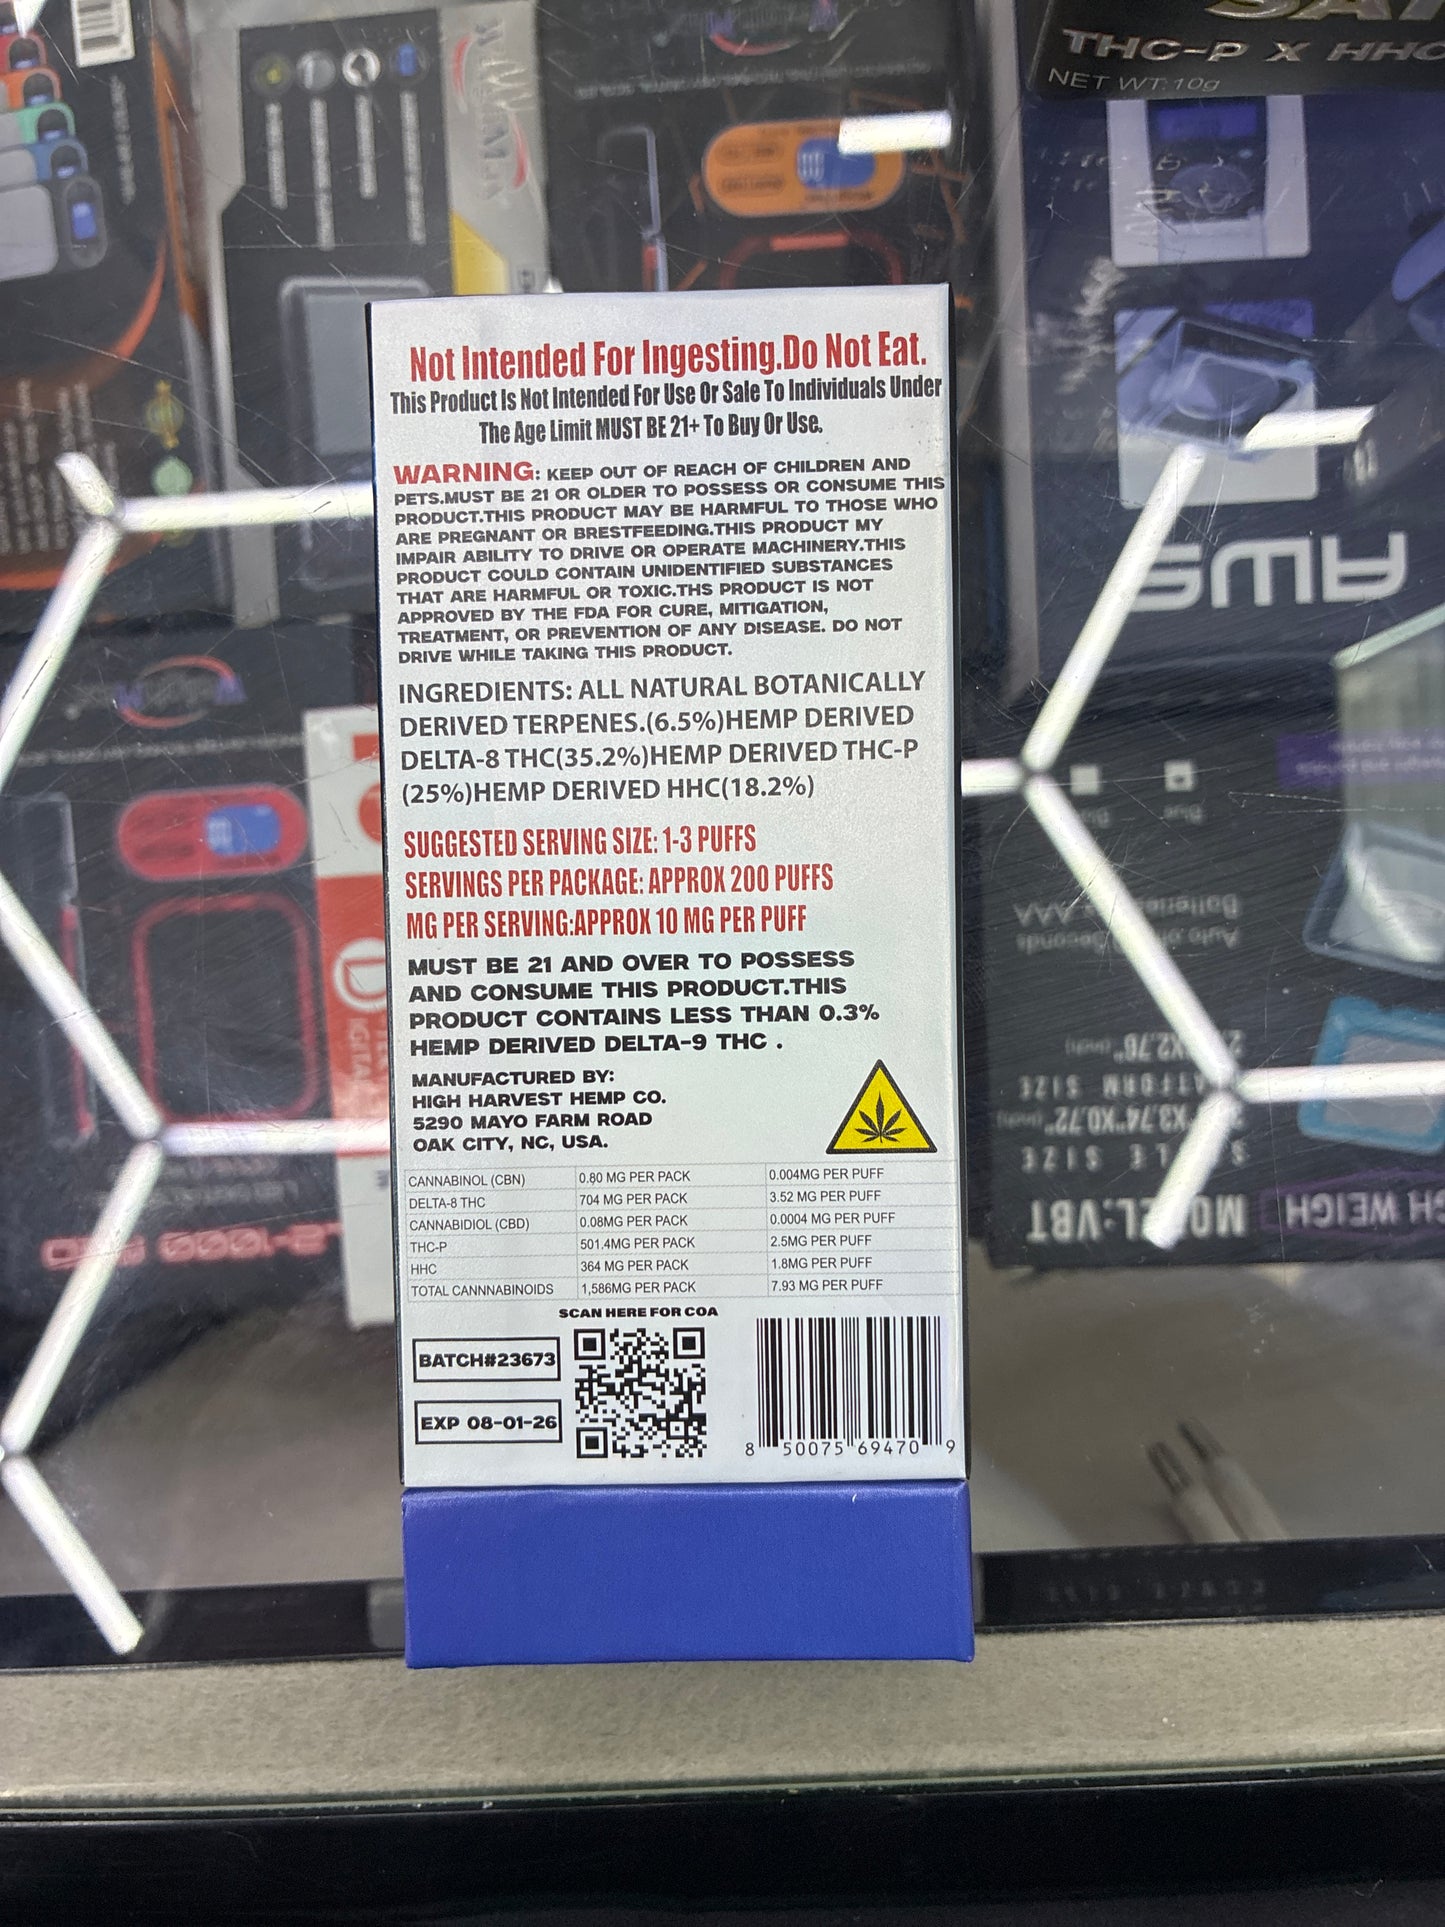 THC-P X HHC
NET WT:10g
Not Intended For Ingesting.Do Not Eat.
This Product Is Not Intended For Use Or Sale To Individuals Under
The Age Limit MUST BE 21+ To Buy Or Use.
WARNING: KEEP OUT OF REACH OF CHILDREN AND
PETS.MUST BE 21 OR OLDER TO POSSESS OR CONSUME THIS
PRODUCT.THIS PRODUCT MAY BE HARMFUL TO THOSE WHO
ARE PREGNANT OR BRESTFEEDING.THIS PRODUCT MY
IMPAIR ABILITY TO DRIVE OR OPERATE MACHINERY.THIS
PRODUCT COULD CONTAIN UNIDENTIFIED SUBSTANCES
THAT ARE HARMFUL OR TOXIC.THS PRODUCT IS NOT
APPROVED BY THE FDA FOR CURE, MITIGATION,
TREATMENT, OR PREVENTION OF ANY DISEASE. DO NOT
DRIVE WHILE TAKING THIS PRODUCT.
INGREDIENTS: ALL NATURAL BOTANICALLY
DERIVED TERPENES.(6.5%)HEMP DERIVED
DELTA-8 THC(35.2%)HEMP DERIVED THC-P
(25%)HEMP DERIVED HHC(18.2%)
SUGGESTED SERVING SIZE: 1-3 PUFFS
SERVINGS PER PACKAGE: APPROX 200 PUFFS
MG PER SERVING:APPROX 10 MG PER PUFF
MUST BE 21 AND OVER TO POSSESS
AND CONSUME THIS PRODUCT.THIS
PRODUCT CONTAINS LESS THAN 0.3%
HEMP DERIVED DELTA-9 THC .
MANUFACTURED BY:
HIGH HARVEST HEMP CO.
5290 MAYO FARM ROAD
OAK CITY, NC, USA.
CANNABINOL (CBN) 0.80 MG PER PACK 0.004MG PER PUFF
DELTA-8 THC 704 MG PER PACK 3.52 MG PER PUFF
CANNABIDIOL (CBD) 0.08MG PER PACK 0.0004 MG PER PUFF
THC-P 501.4MG PER PACK 2.5MG PER PUFF
HHC 364 MG PER PACK 1.8MG PER PUFF
TOTAL CANNNABINOIDS 1,586MG PER PACK 7.93 MG PER PUFF
SCAN HERE FOR COA
BATCH#23673
EXP 08-01-26
8 50075 69470 9
AWS